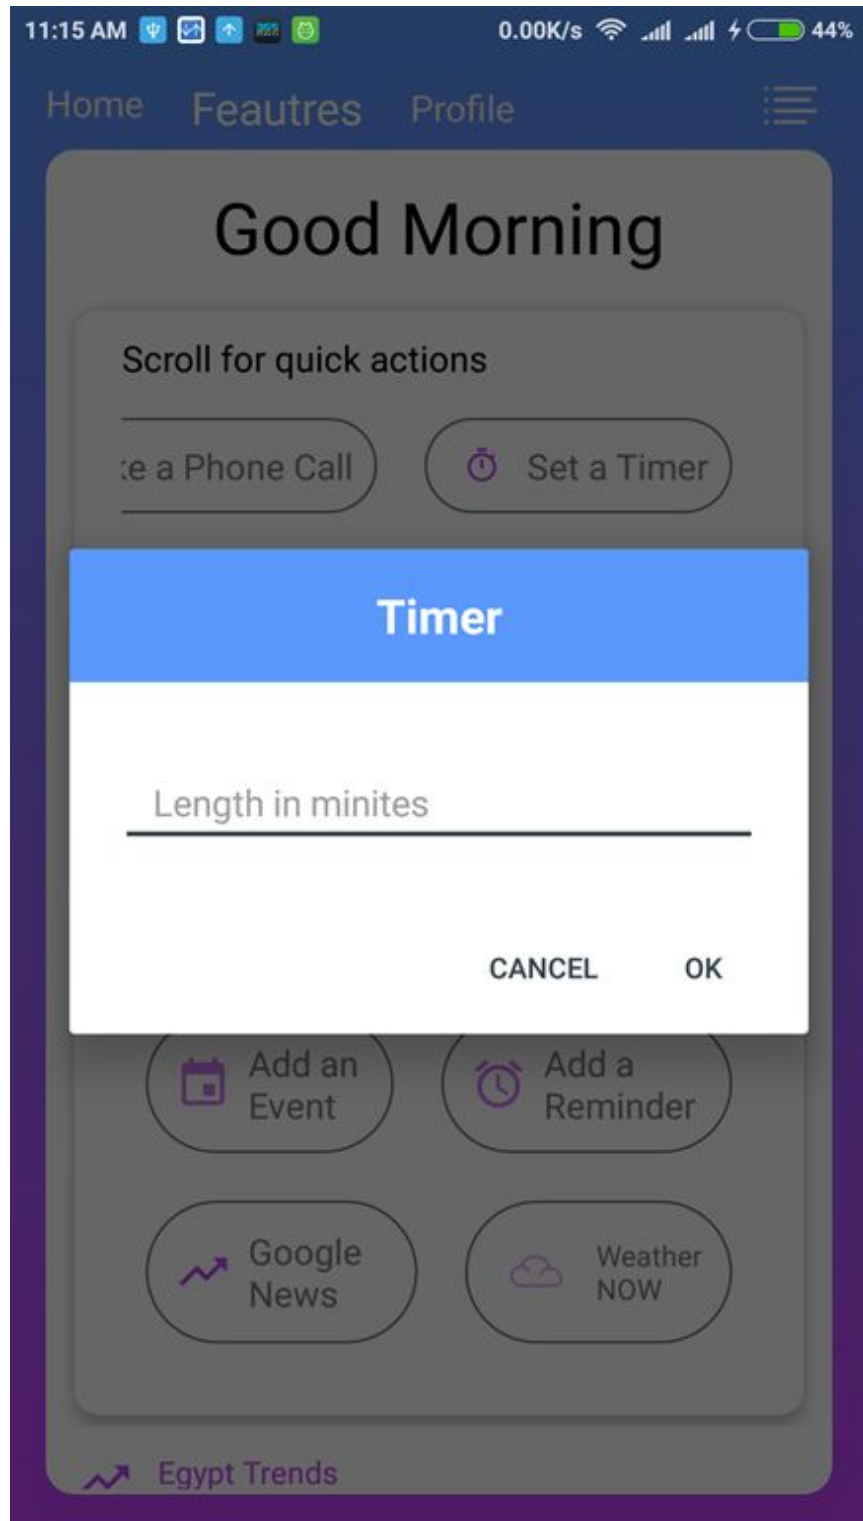 11:15 AM 0.00K/s 44%
Home Feautres Profile
Good Morning
Scroll for quick actions
a Phone Call Set a Timer
Timer
Length in minites
CANCEL OK
Add an Event
Add a Reminder
Google News
Weather NOW
Egypt Trends